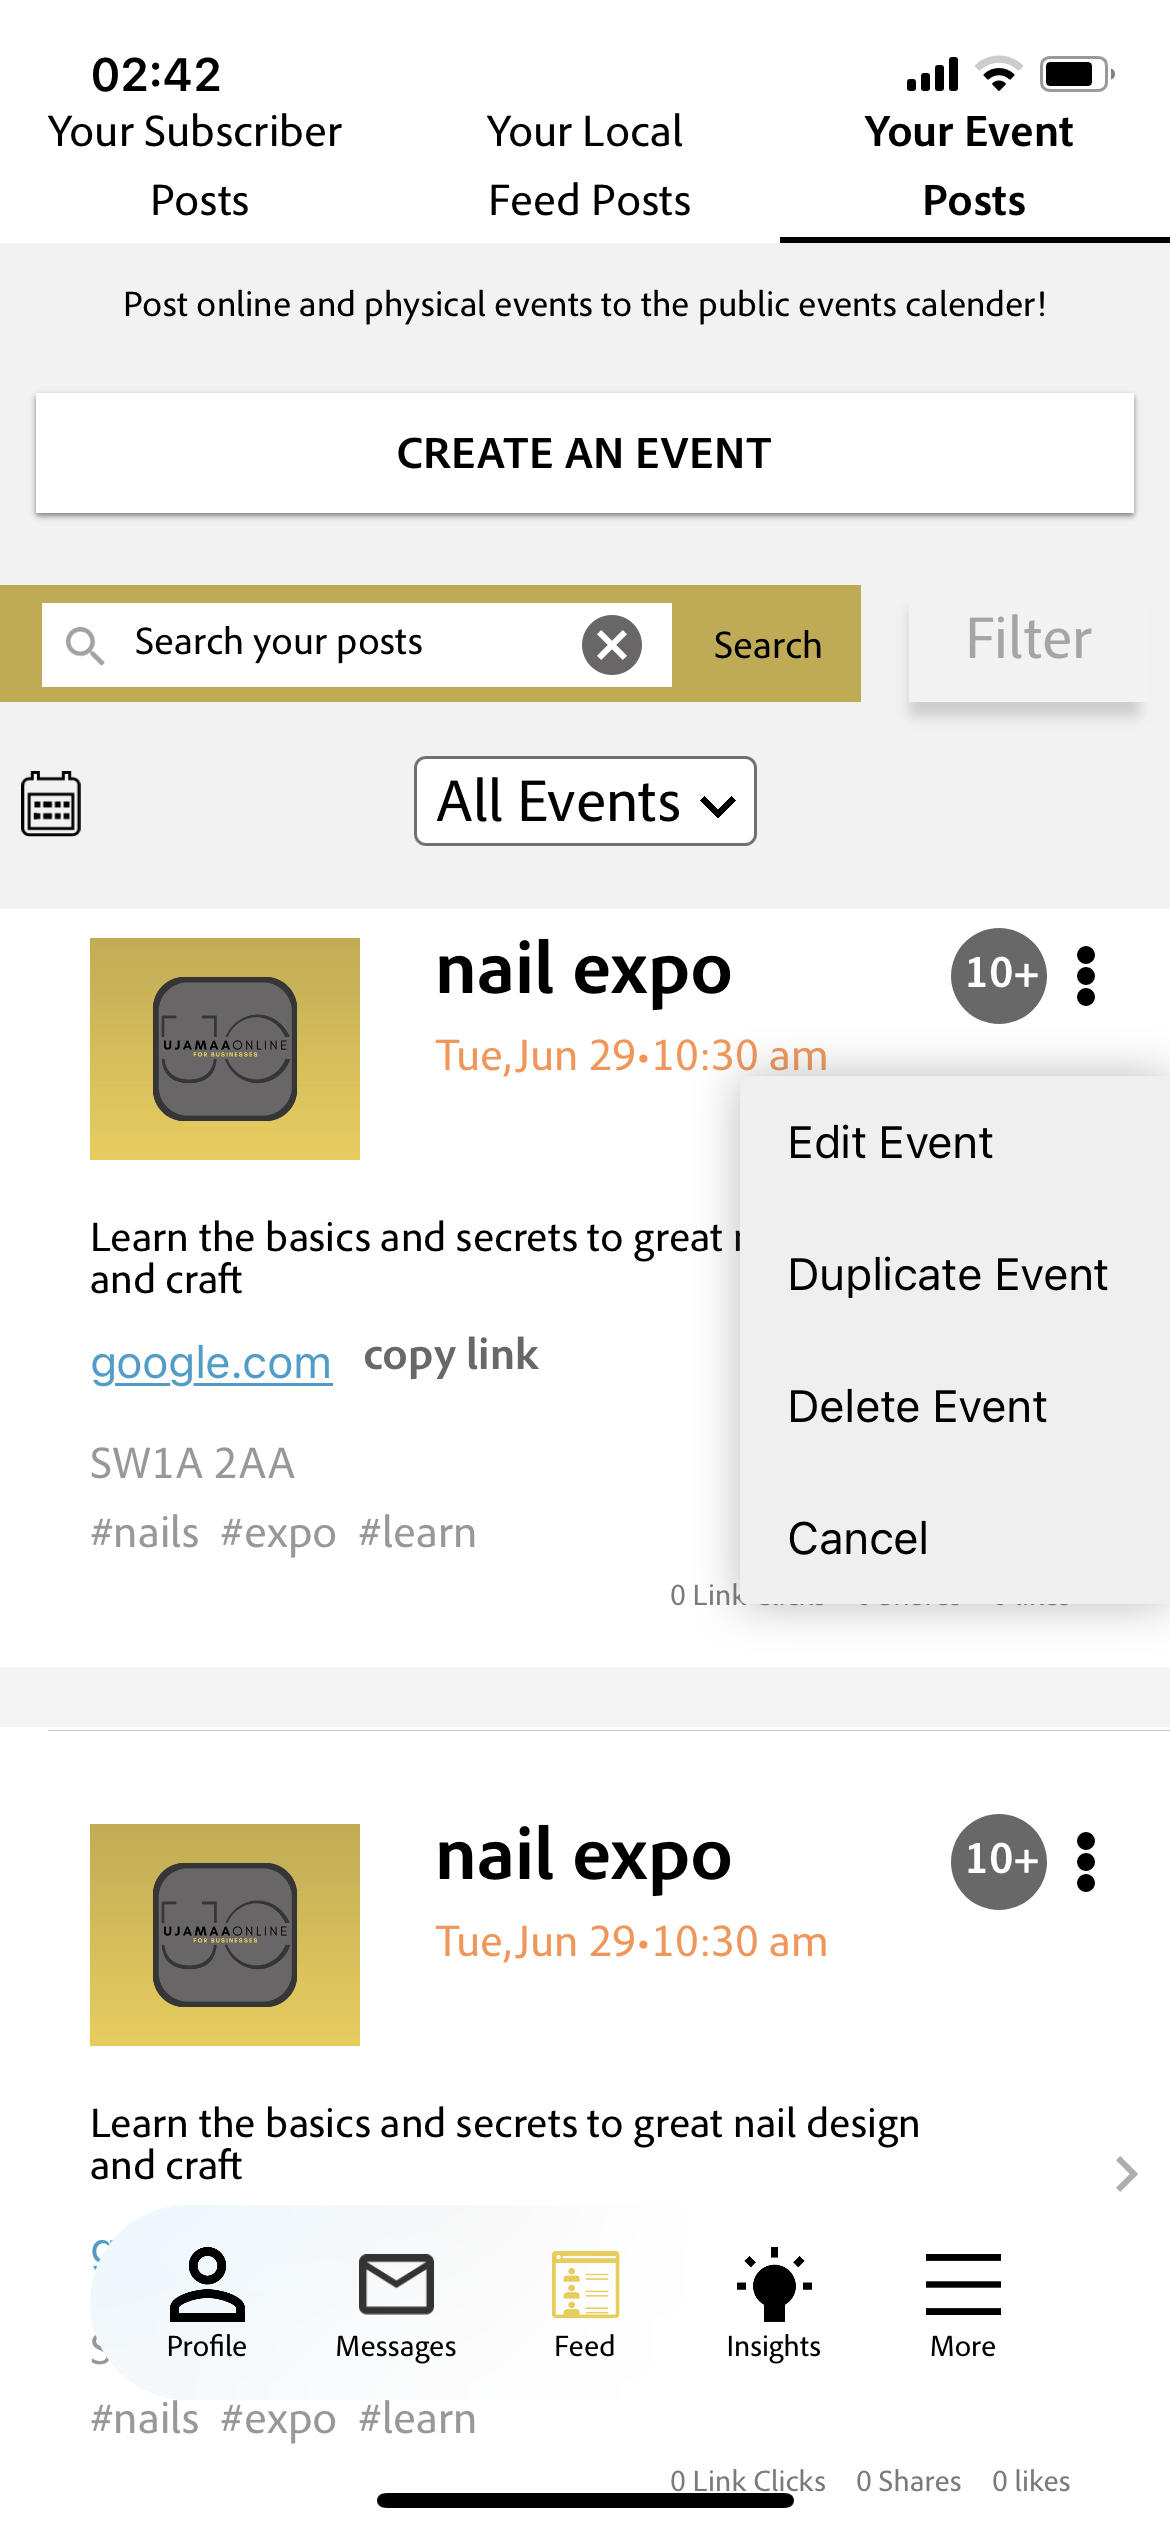 02:42
Your Subscriber
Posts
Your Local
Feed Posts
Your Event
Posts
Post online and physical events to the public events calender!
CREATE AN EVENT
Search your posts
Search
Filter
All Events
UJAMAAONLINE
FOR BUSINESSES
nail expo
10+
Tue,Jun 29•10:30 am
Edit Event
Duplicate Event
Delete Event
Cancel
Learn the basics and secrets to great
and craft
google.com copy link
SW1A 2AA
#nails #expo #learn
0 Link
UJAMAAONLINE
FOR BUSINESSES
nail expo
10+
Tue,Jun 29•10:30 am
Learn the basics and secrets to great nail design
and craft
Profile
Messages
Feed
Insights
More
#nails #expo #learn
0 Link Clicks 0 Shares 0 likes